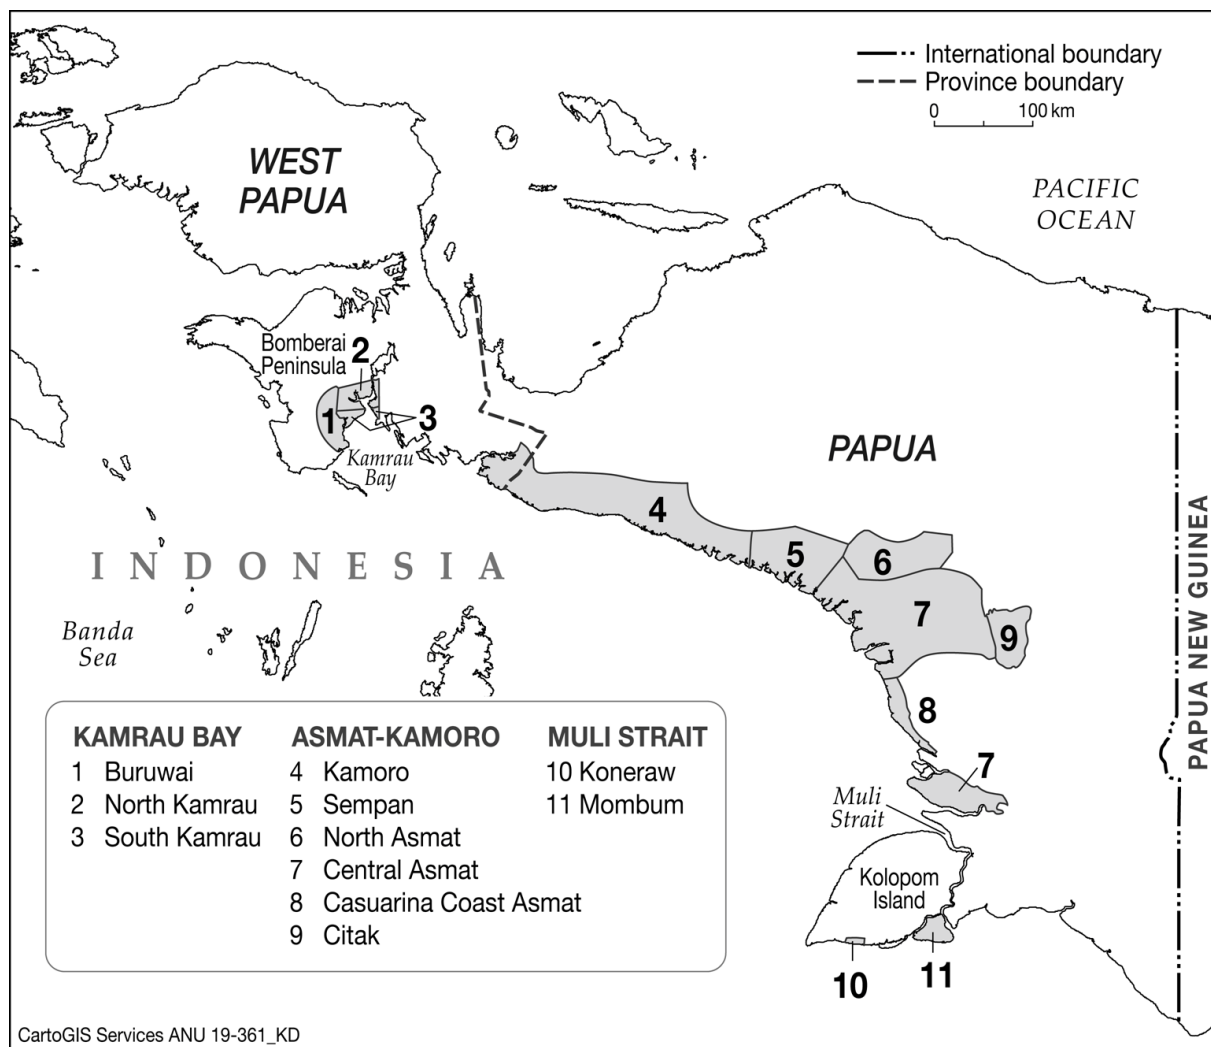 International boundary
Province boundary
0 100 km
WEST
PAPUA
PACIFIC
OCEAN
Bomberai
Peninsula
2
1
3
Kamrau
Bay
PAPUA
4
5
6
7
9
8
7
INDONESIA
Banda
Sea
PAPUA NEW GUINEA
Muli
Strait
Kolopom
Island
10
11
KAMRAU BAY
1 Buruwai
2 North Kamrau
3 South Kamrau
ASMAT-KAMORO
4 Kamoro
5 Sempan
6 North Asmat
7 Central Asmat
8 Casuarina Coast Asmat
9 Citak
MULI STRAIT
10 Koneraw
11 Mombum
CartoGIS Services ANU 19-361_KD